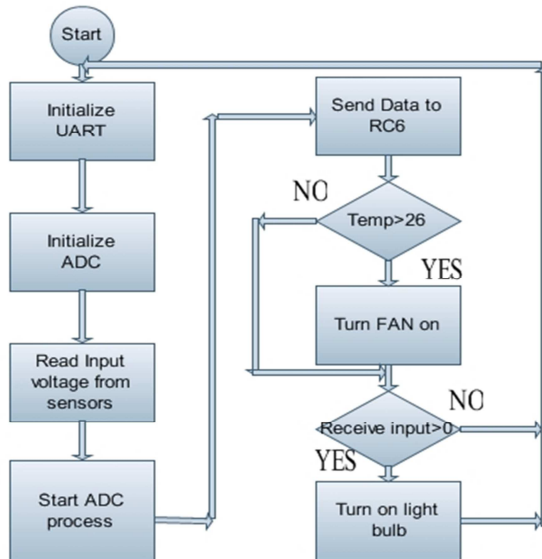 Start
Initialize
UART
Initialize
ADC
Read Input
voltage from
sensors
Start ADC
process
Send Data to
RC6
NO
Temp>26
YES
Turn FAN on
NO
Receive input>0
YES
Turn on light
bulb